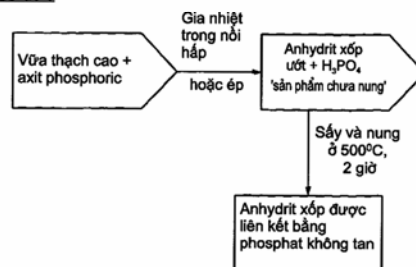 Gia nhiệt
trong nồi
hấp
Vữa thạch cao +
axit phosphoric
hoặc ép
Anhydrit xốp
ướt + H₃PO₄
'sản phẩm chưa nung'
Sấy và nung
ở 500⁰C,
2 giờ
Anhydrit xốp được
liên kết bằng
phosphat không tan